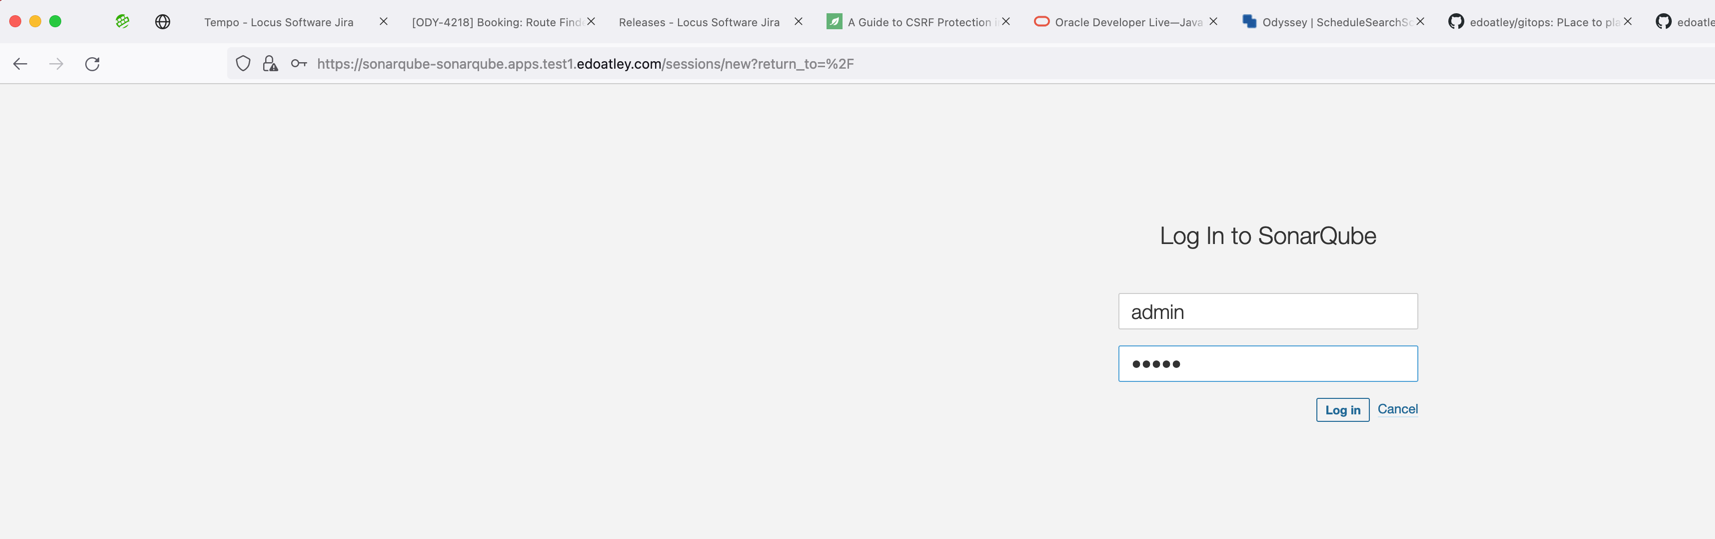 Tempo - Locus Software Jira
[ODY-4218] Booking: Route Find
Releases - Locus Software Jira
A Guide to CSRF Protection i
Oracle Developer Live—Java
Odyssey | ScheduleSearchSc
edoatley/gitops: PLace to pla
edoatle
https://sonarqube-sonarqube.apps.test1.edoatley.com/sessions/new?return_to=%2F
Log In to SonarQube
admin
•••••
Log in Cancel